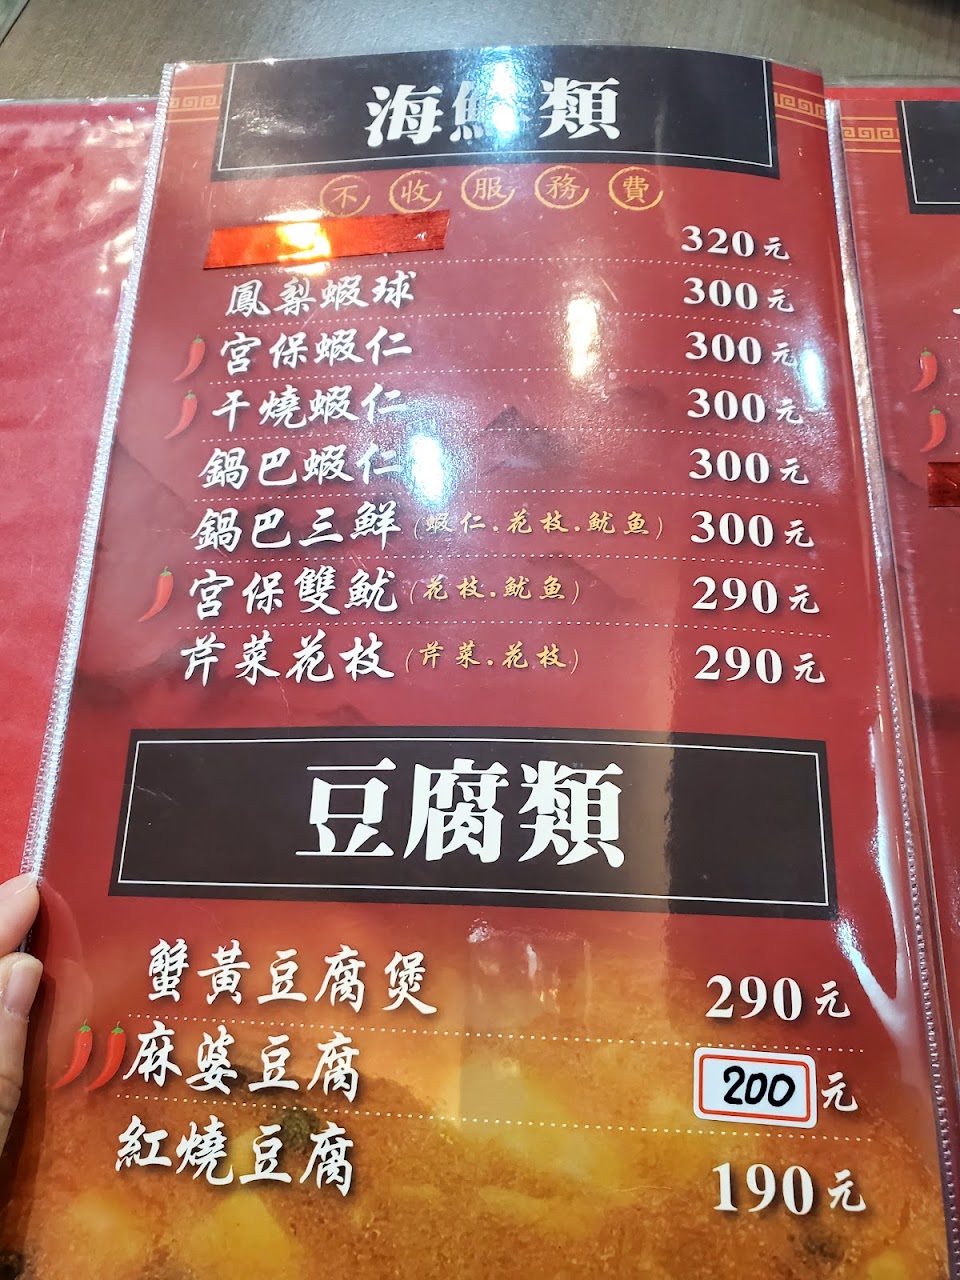 海鮮類
不收服務費
320元
鳳梨蝦球 300元
宮保蝦仁 300元
干燒蝦仁 300元
鍋巴蝦仁 300元
鍋巴三鮮(蝦仁.花枝.魷魚) 300元
宮保雙魷(花枝.魷魚) 290元
芹菜花枝(芹菜.花枝) 290元
豆腐類
蟹黃豆腐煲 290元
麻婆豆腐 200元
紅燒豆腐 190元